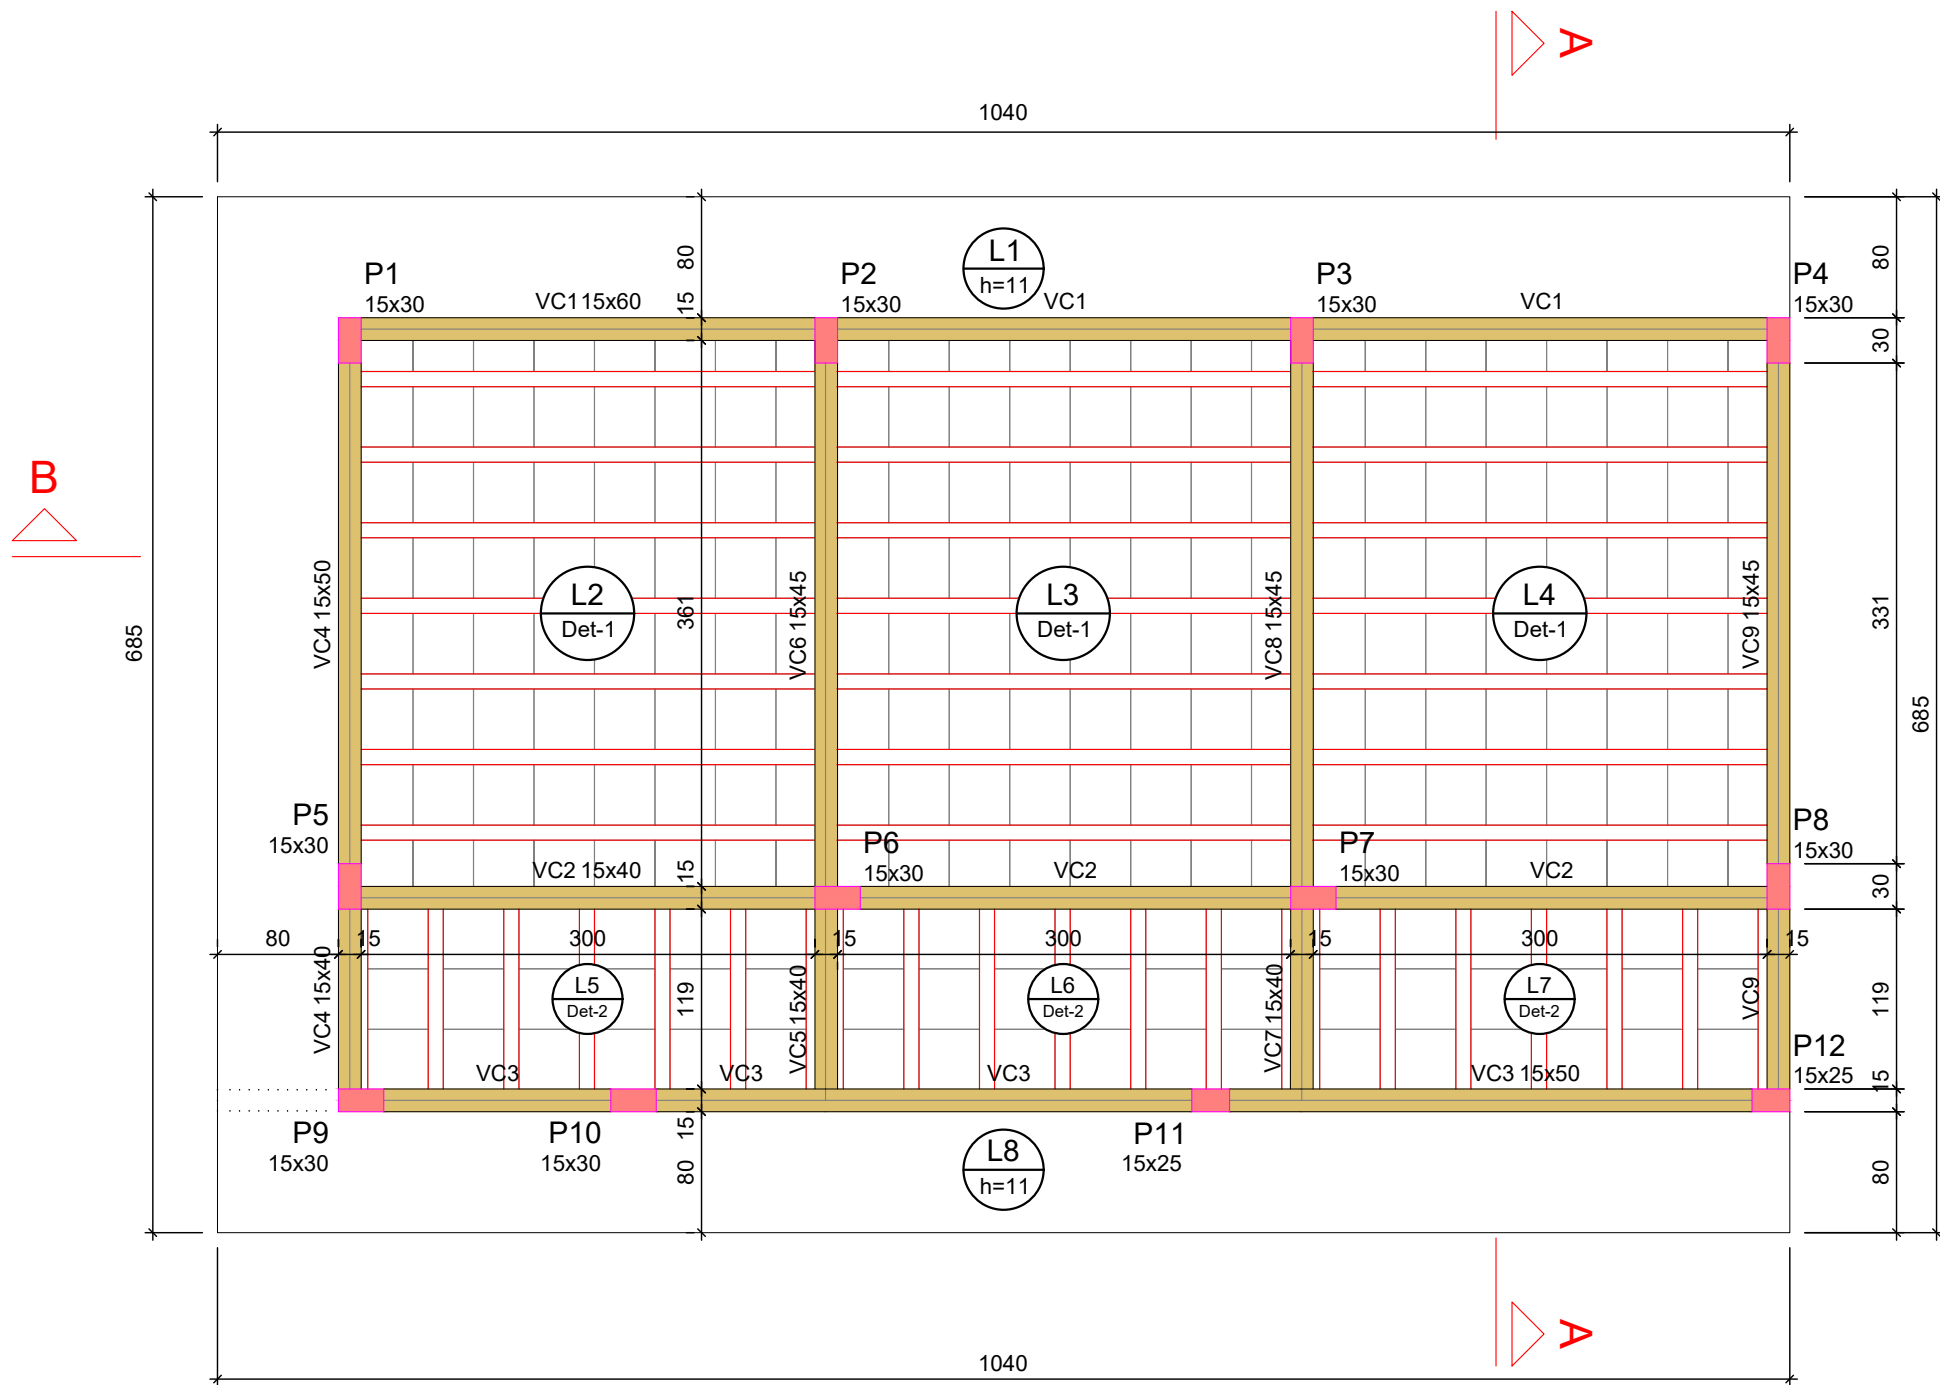 A
1040
80
L1
h=11
80
P1
15x30
VC1 15x60
15
P2
15x30
VC1
P3
15x30
VC1
P4
15x30
30
B
VC4 15x50
L2
Det-1
361
VC6 15x45
L3
Det-1
VC8 15x45
L4
Det-1
VC9 15x45
331
685
685
P5
15x30
VC2 15x40
15
P6
15x30
VC2
P7
15x30
VC2
P8
15x30
30
80
15
300
15
300
15
300
15
VC4 15x40
L5
Det-2
119
VC5 15x40
L6
Det-2
VC7 15x40
L7
Det-2
VC9
119
VC3
VC3
VC3
VC3 15x50
P12
15x25
15
P9
15x30
P10
15x30
15
80
L8
h=11
P11
15x25
80
A
1040